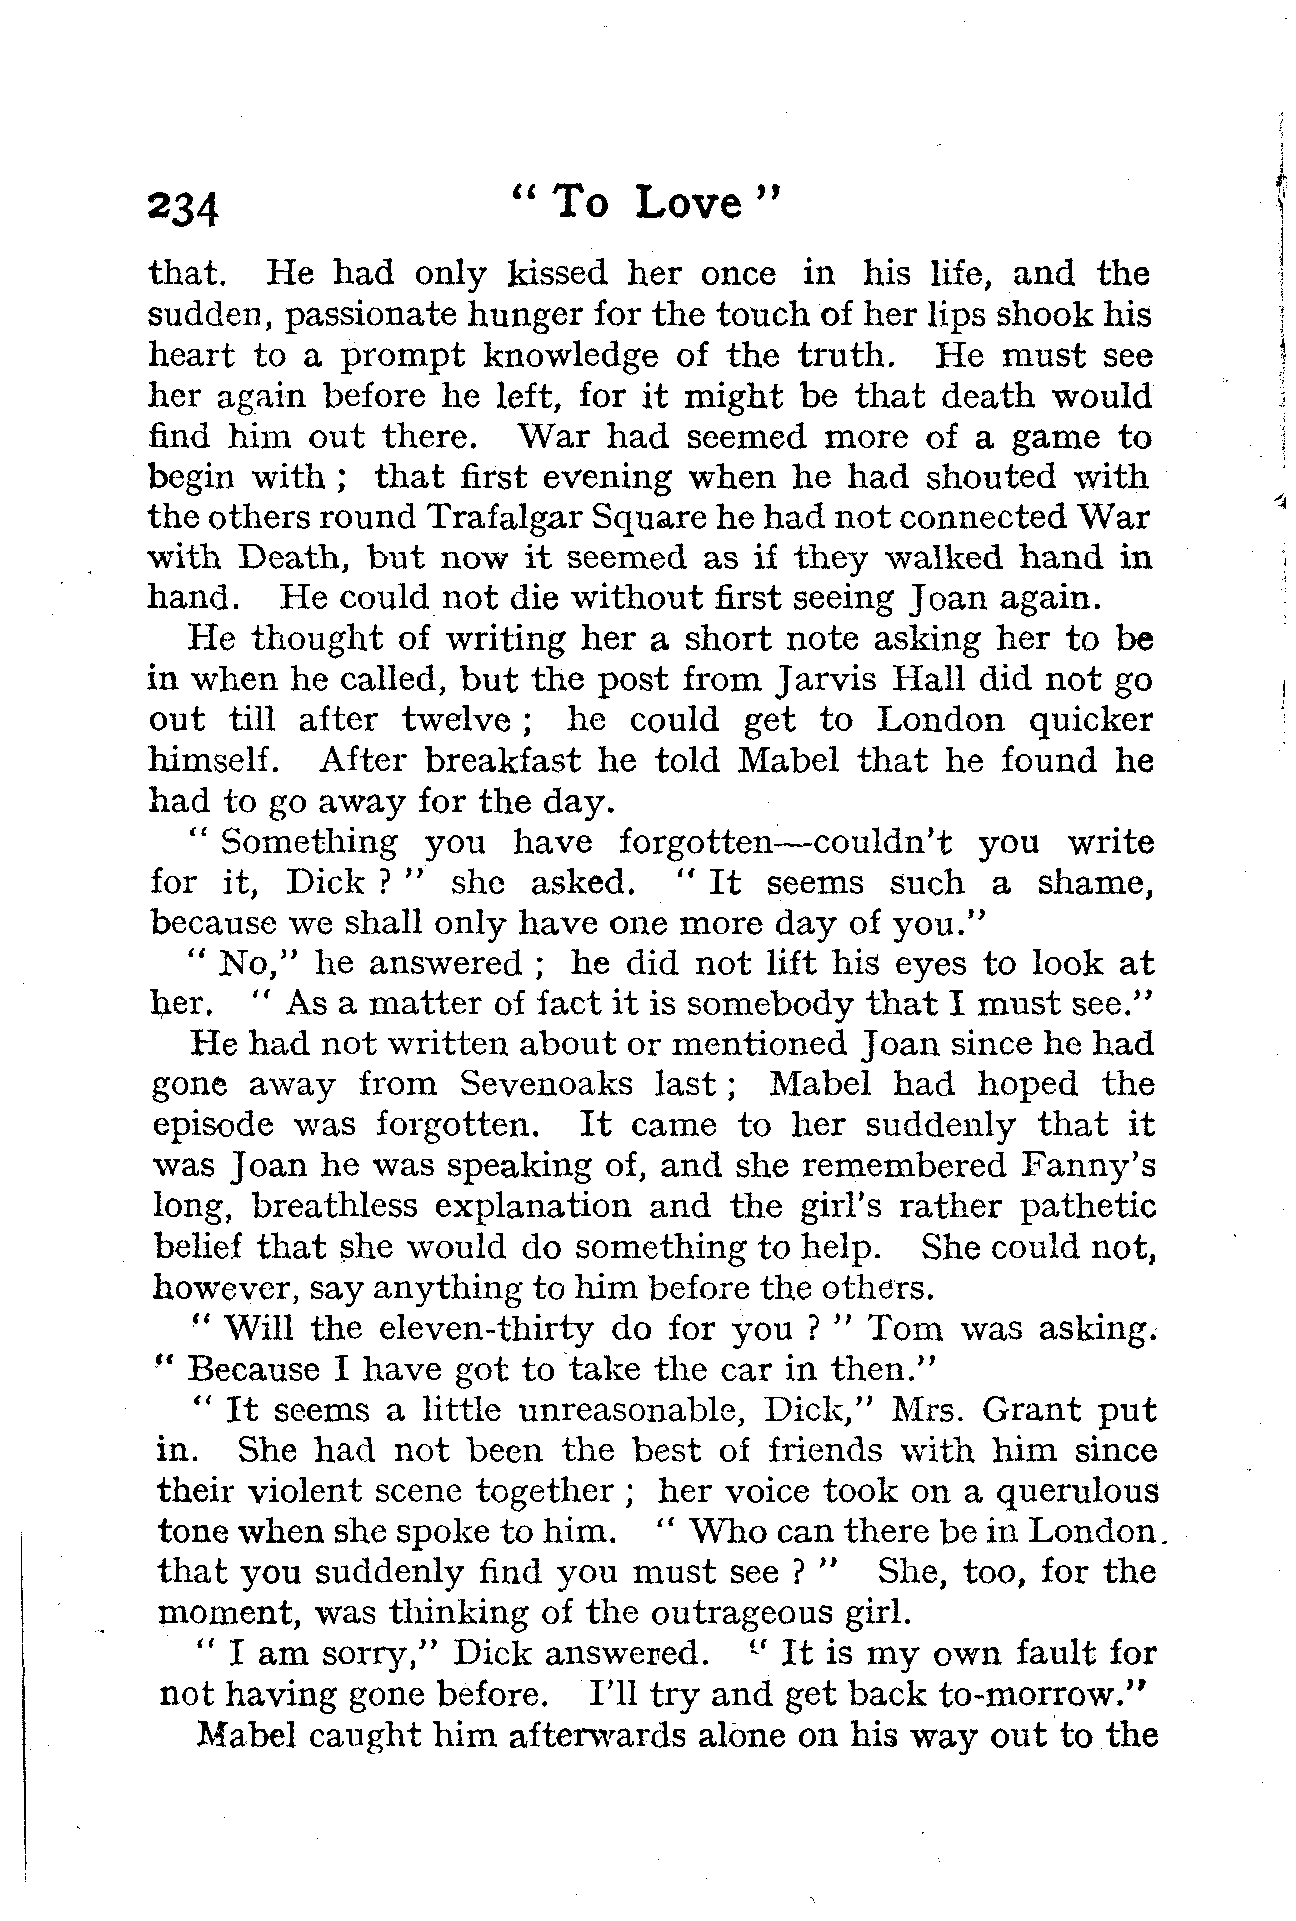 234 “ To Love ”
that. He had only kissed her once in his life, and the
sudden, passionate hunger for the touch of her lips shook his
heart to a prompt knowledge of the truth. He must see
her again before he left, for it might be that death would
find him out there. War had seemed more of a game to
begin with ; that first evening when he had shouted with
the others round Trafalgar Square he had not connected War
with Death, but now it seemed as if they walked hand in
hand. He could not die without first seeing Joan again.
He thought of writing her a short note asking her to be
in when he called, but the post from Jarvis Hall did not go
out till after twelve ; he could get to London quicker
himself. After breakfast he told Mabel that he found he
had to go away for the day.
“ Something you have forgotten—couldn't you write
for it, Dick ? ” she asked. “ It seems such a shame,
because we shall only have one more day of you.”
“ No,” he answered ; he did not lift his eyes to look at
her. “ As a matter of fact it is somebody that I must see.”
He had not written about or mentioned Joan since he had
gone away from Sevenoaks last ; Mabel had hoped the
episode was forgotten. It came to her suddenly that it
was Joan he was speaking of, and she remembered Fanny's
long, breathless explanation and the girl's rather pathetic
belief that she would do something to help. She could not,
however, say anything to him before the others.
“ Will the eleven-thirty do for you ? ” Tom was asking.
“ Because I have got to take the car in then.”
“ It seems a little unreasonable, Dick,” Mrs. Grant put
in. She had not been the best of friends with him since
their violent scene together ; her voice took on a querulous
tone when she spoke to him. “ Who can there be in London
that you suddenly find you must see ? ” She, too, for the
moment, was thinking of the outrageous girl.
“ I am sorry,” Dick answered. “ It is my own fault for
not having gone before. I'll try and get back to-morrow.”
Mabel caught him afterwards alone on his way out to the